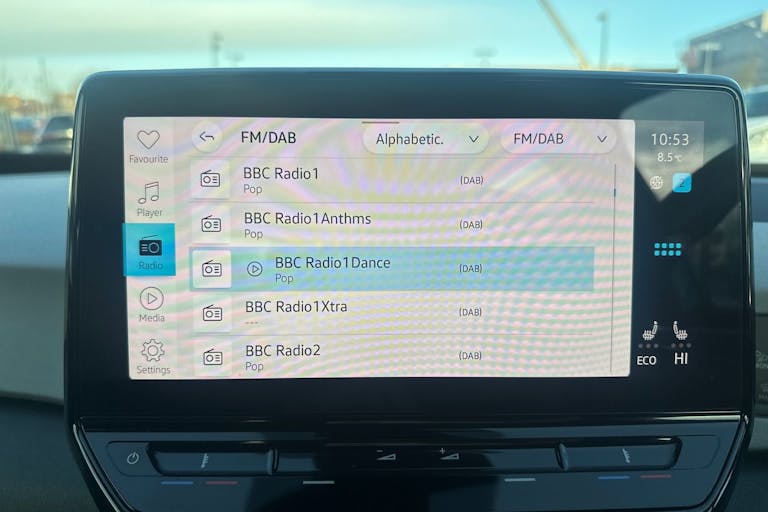 FM/DAB
Alphabetic.
FM/DAB
10:53
8.5°C
2
Favourite
Player
Radio
Media
Settings
BBC Radio1
Pop
(DAB)
BBC Radio1Anthms
Pop
(DAB)
BBC Radio1Dance
Pop
(DAB)
BBC Radio1Xtra
---
(DAB)
BBC Radio2
Pop
(DAB)
ECO
HI
- +